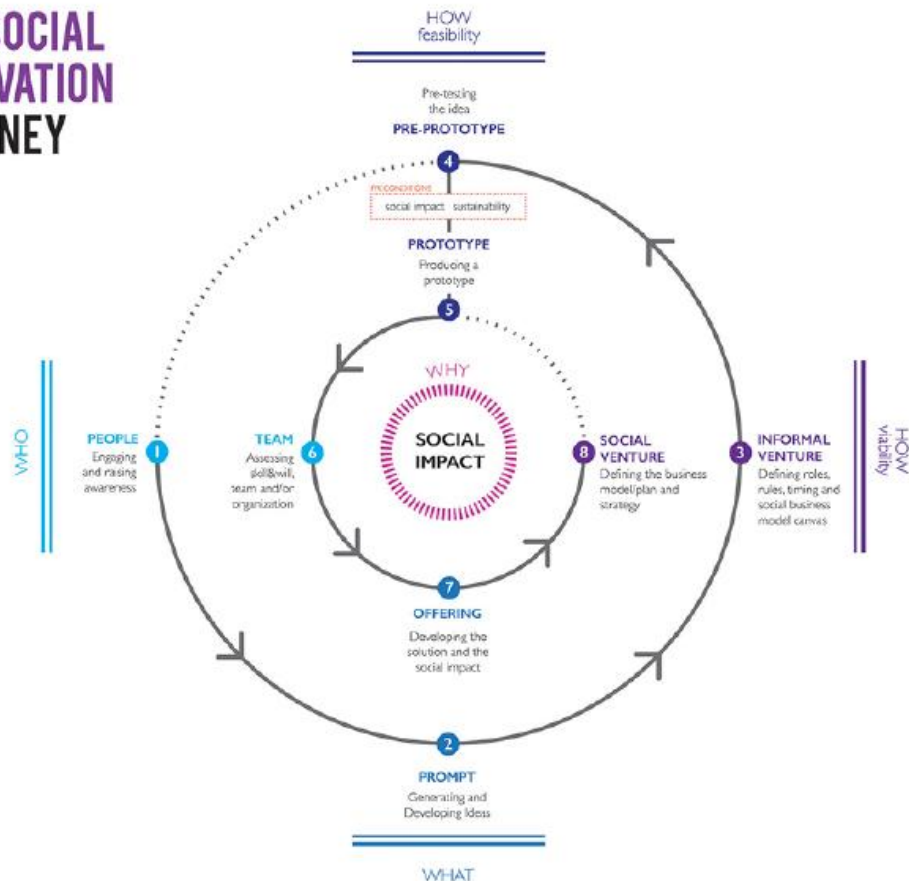 OCIAL
VATION
NEY
HOW
feasibility
Pre-testing
the idea
PRE-PROTOTYPE
4
PRECONDITIONS
social impact sustainability
PROTOTYPE
Producing a
prototype
5
WHY
SOCIAL
IMPACT
WHO
PEOPLE
Engaging
and raising
awareness
1
TEAM
Assessing
skill&will,
team and/or
organization
6
8
SOCIAL
VENTURE
Defining the business
model/plan and
strategy
3
INFORMAL
VENTURE
Defining roles,
rules, timing and
social business
model canvas
HOW
viability
7
OFFERING
Developing the
solution and the
social impact
2
PROMPT
Generating and
Developing Ideas
WHAT